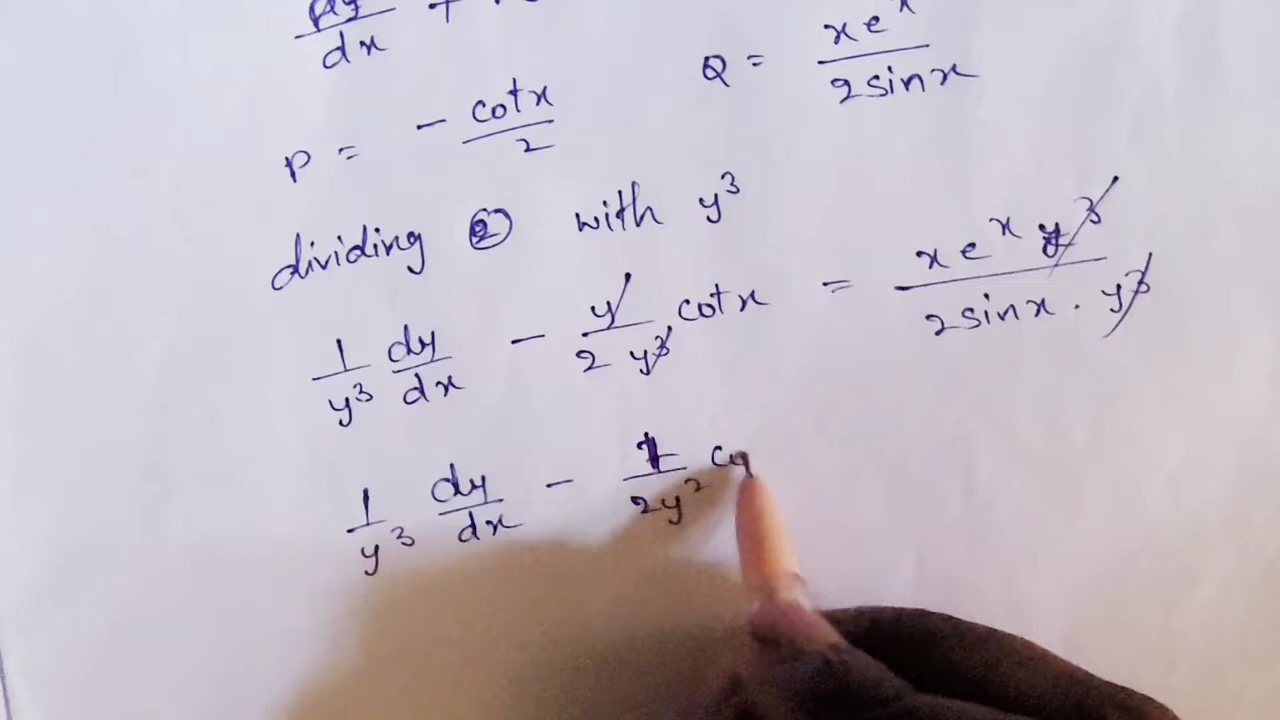 dy/dx +
P = - cotx/2   Q = xe^x/2sinx
dividing ② with y³
1/y³ dy/dx - y/2y³ cotx = xe^x y³/2sinx . y³
1/y³ dy/dx - 1/2y² co